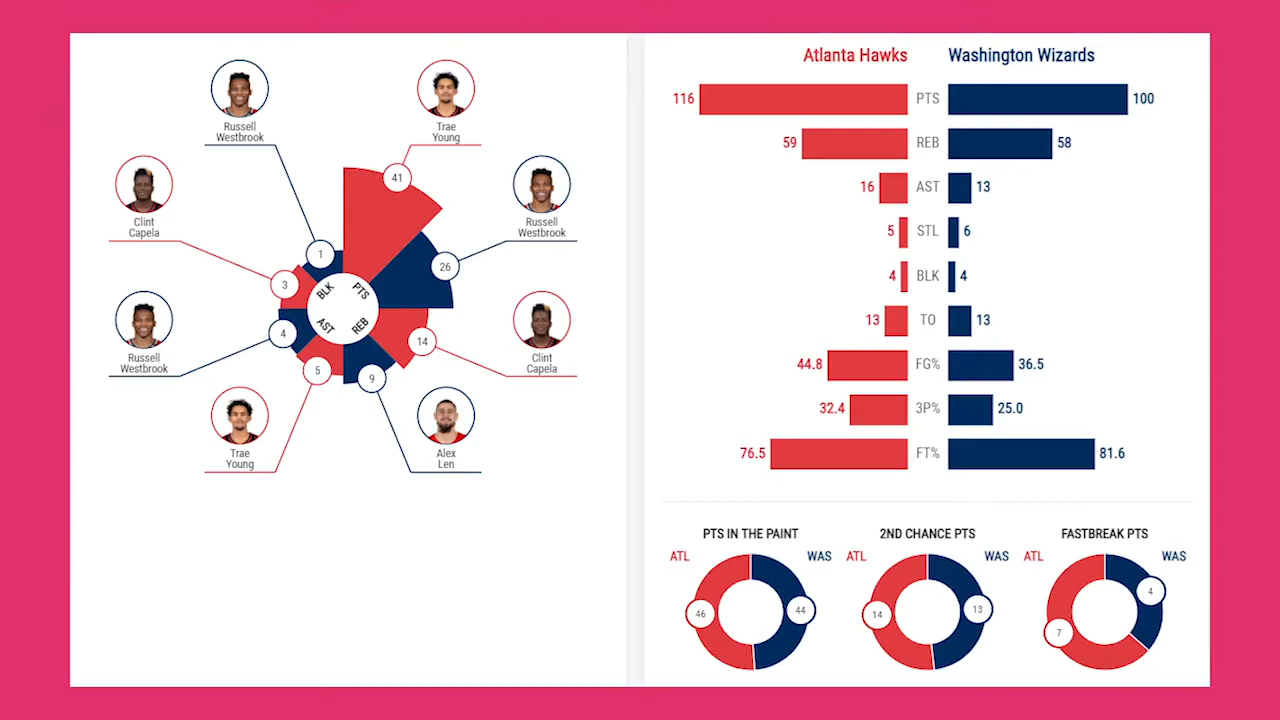 Russell
Westbrook
Trae
Young
41
Clint
Capela
Russell
Westbrook
1
26
3
BLK
PTS
AST
REB
Russell
Westbrook
4
14
Clint
Capela
5
9
Trae
Young
Alex
Len
Atlanta Hawks
Washington Wizards
116 PTS 100
59 REB 58
16 AST 13
5 STL 6
4 BLK 4
13 TO 13
44.8 FG% 36.5
32.4 3P% 25.0
76.5 FT% 81.6
PTS IN THE PAINT
ATL WAS
46 44
2ND CHANCE PTS
ATL WAS
14 13
FASTBREAK PTS
ATL WAS
4
7